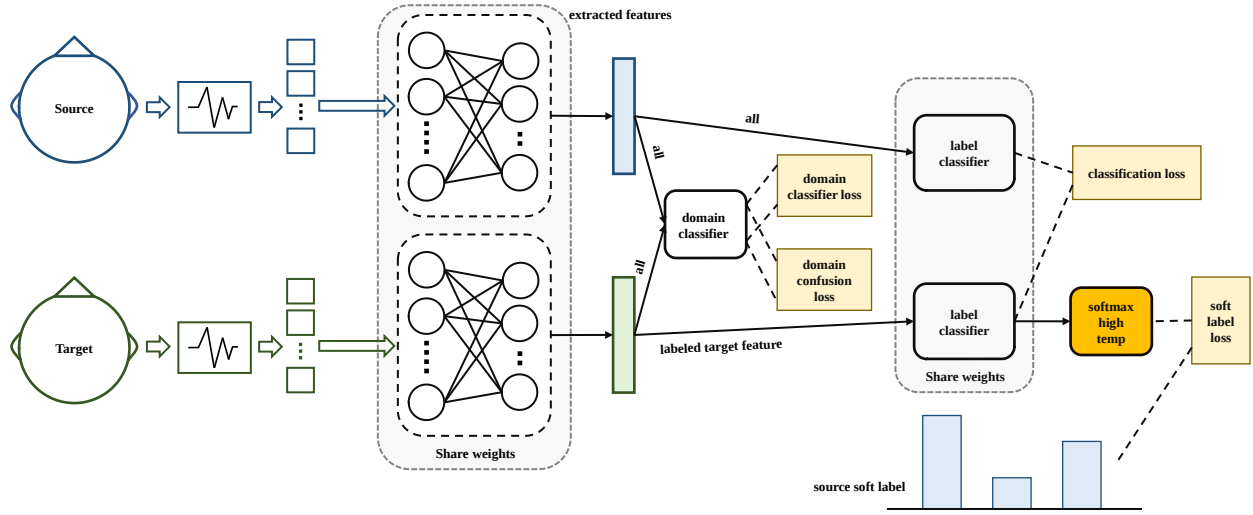 extracted features
Source
all
all
label
classifier
classification loss
domain
classifier loss
domain
classifier
domain
confusion
loss
all
Target
labeled target feature
label
classifier
softmax
high
temp
soft
label
loss
Share weights
Share weights
source soft label